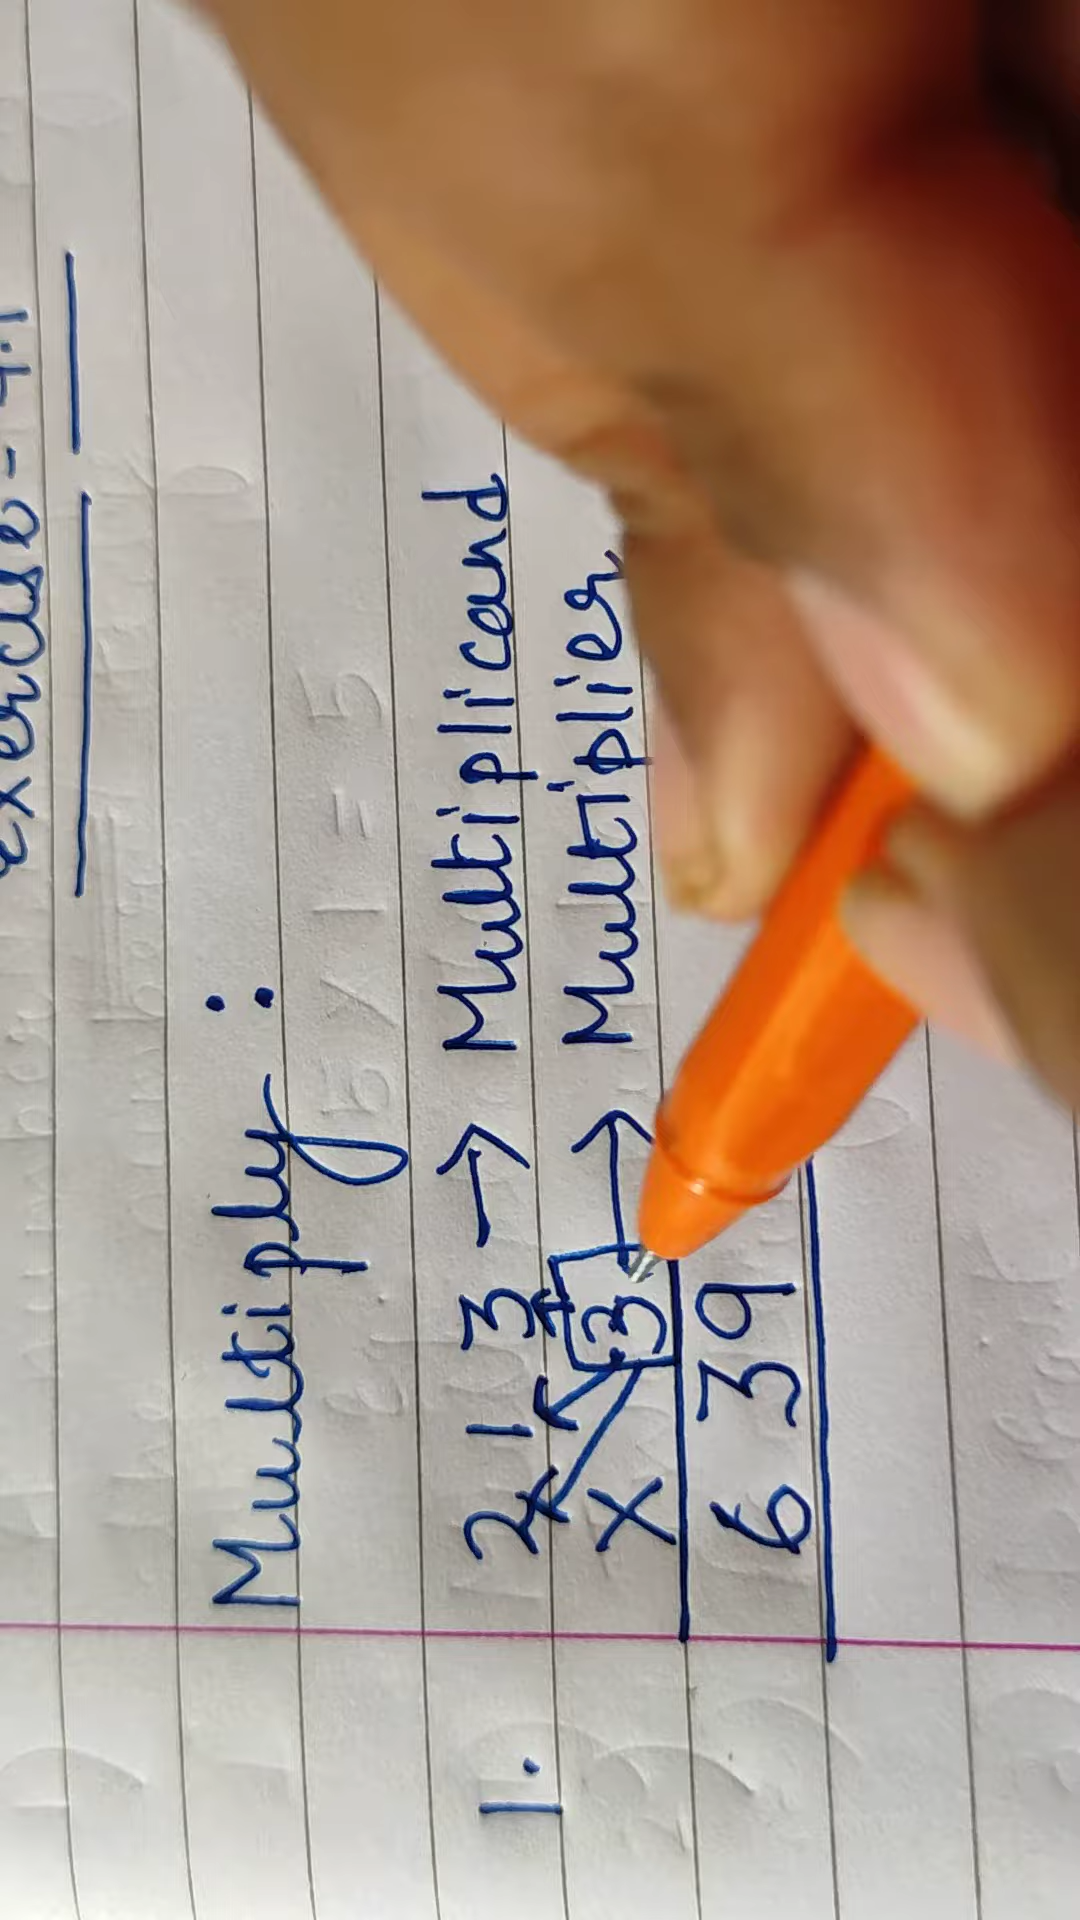 Exercise - 4.1
Multiply :
1. 213 → Multiplicand
× 3 → Multiplier
639